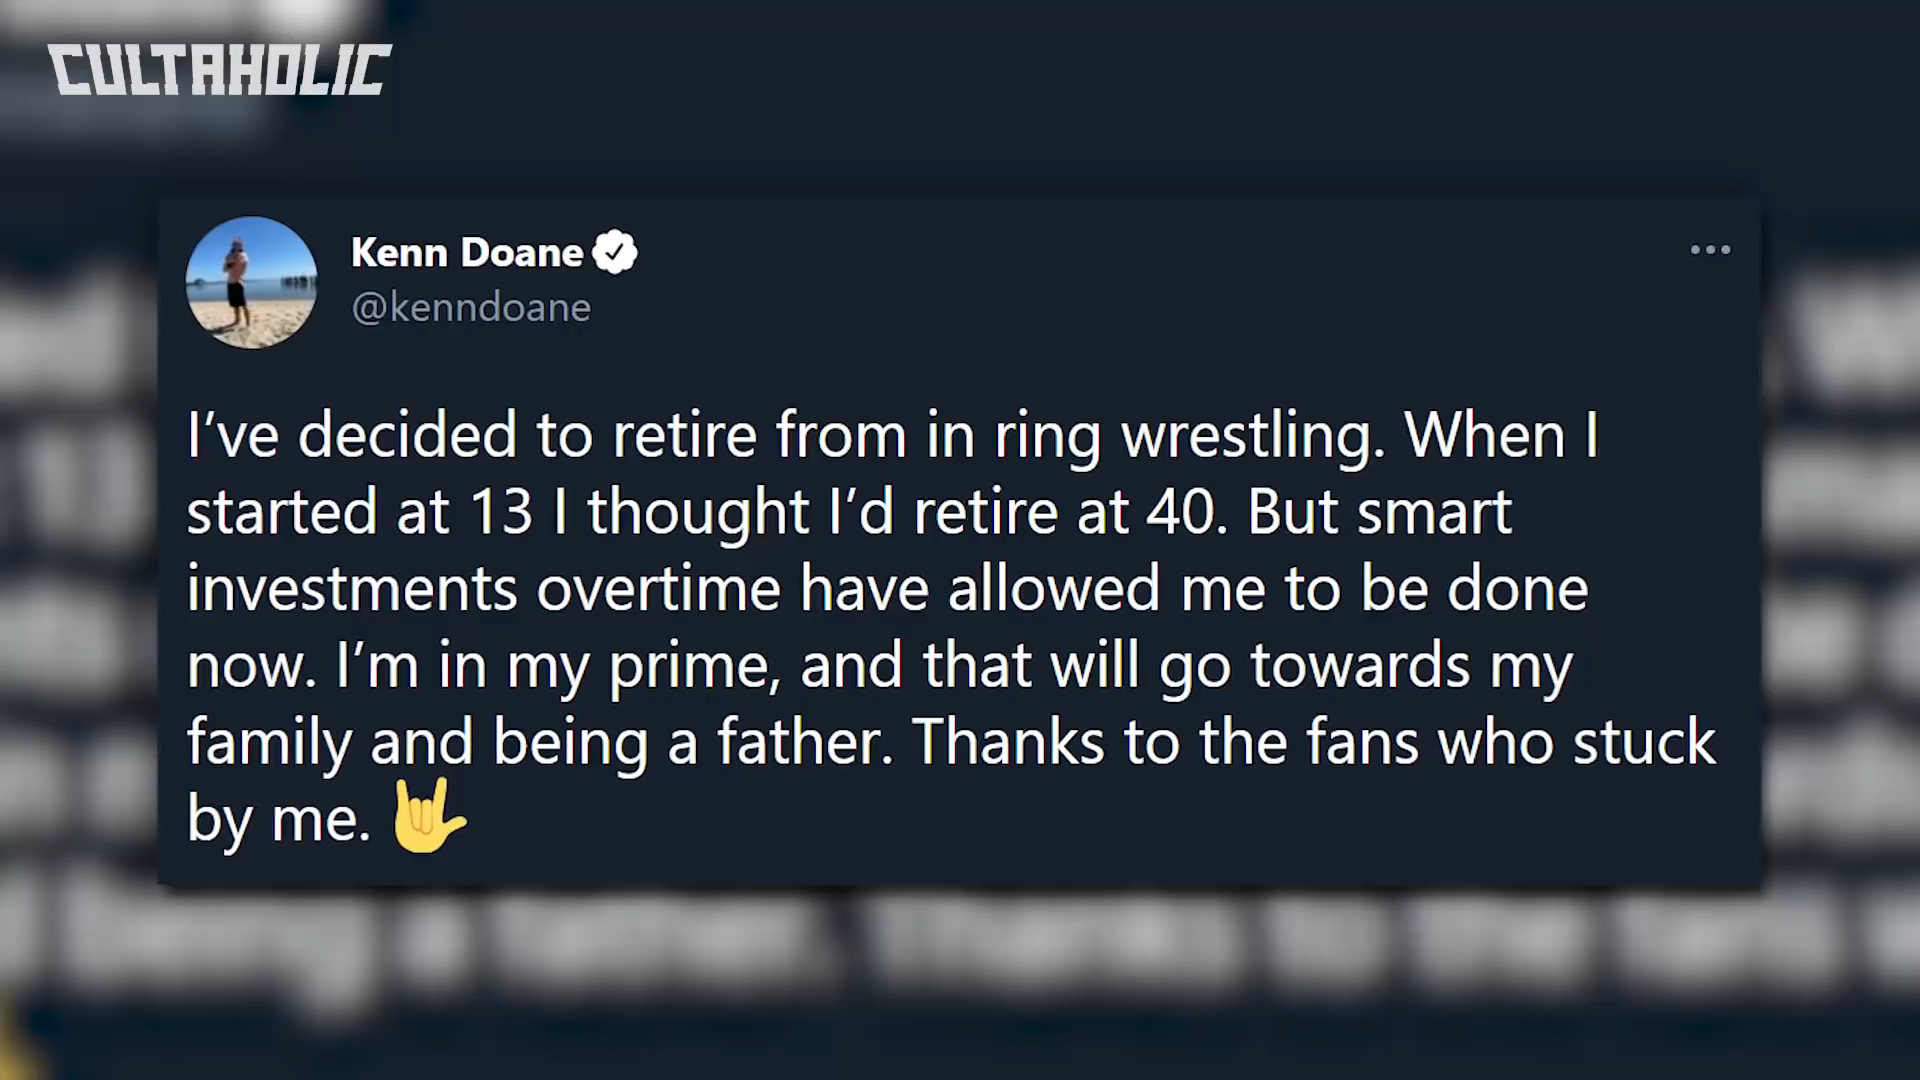 CULTAHOLIC
Kenn Doane
@kenndoane
I’ve decided to retire from in ring wrestling. When I
started at 13 I thought I’d retire at 40. But smart
investments overtime have allowed me to be done
now. I’m in my prime, and that will go towards my
family and being a father. Thanks to the fans who stuck
by me. 🤟